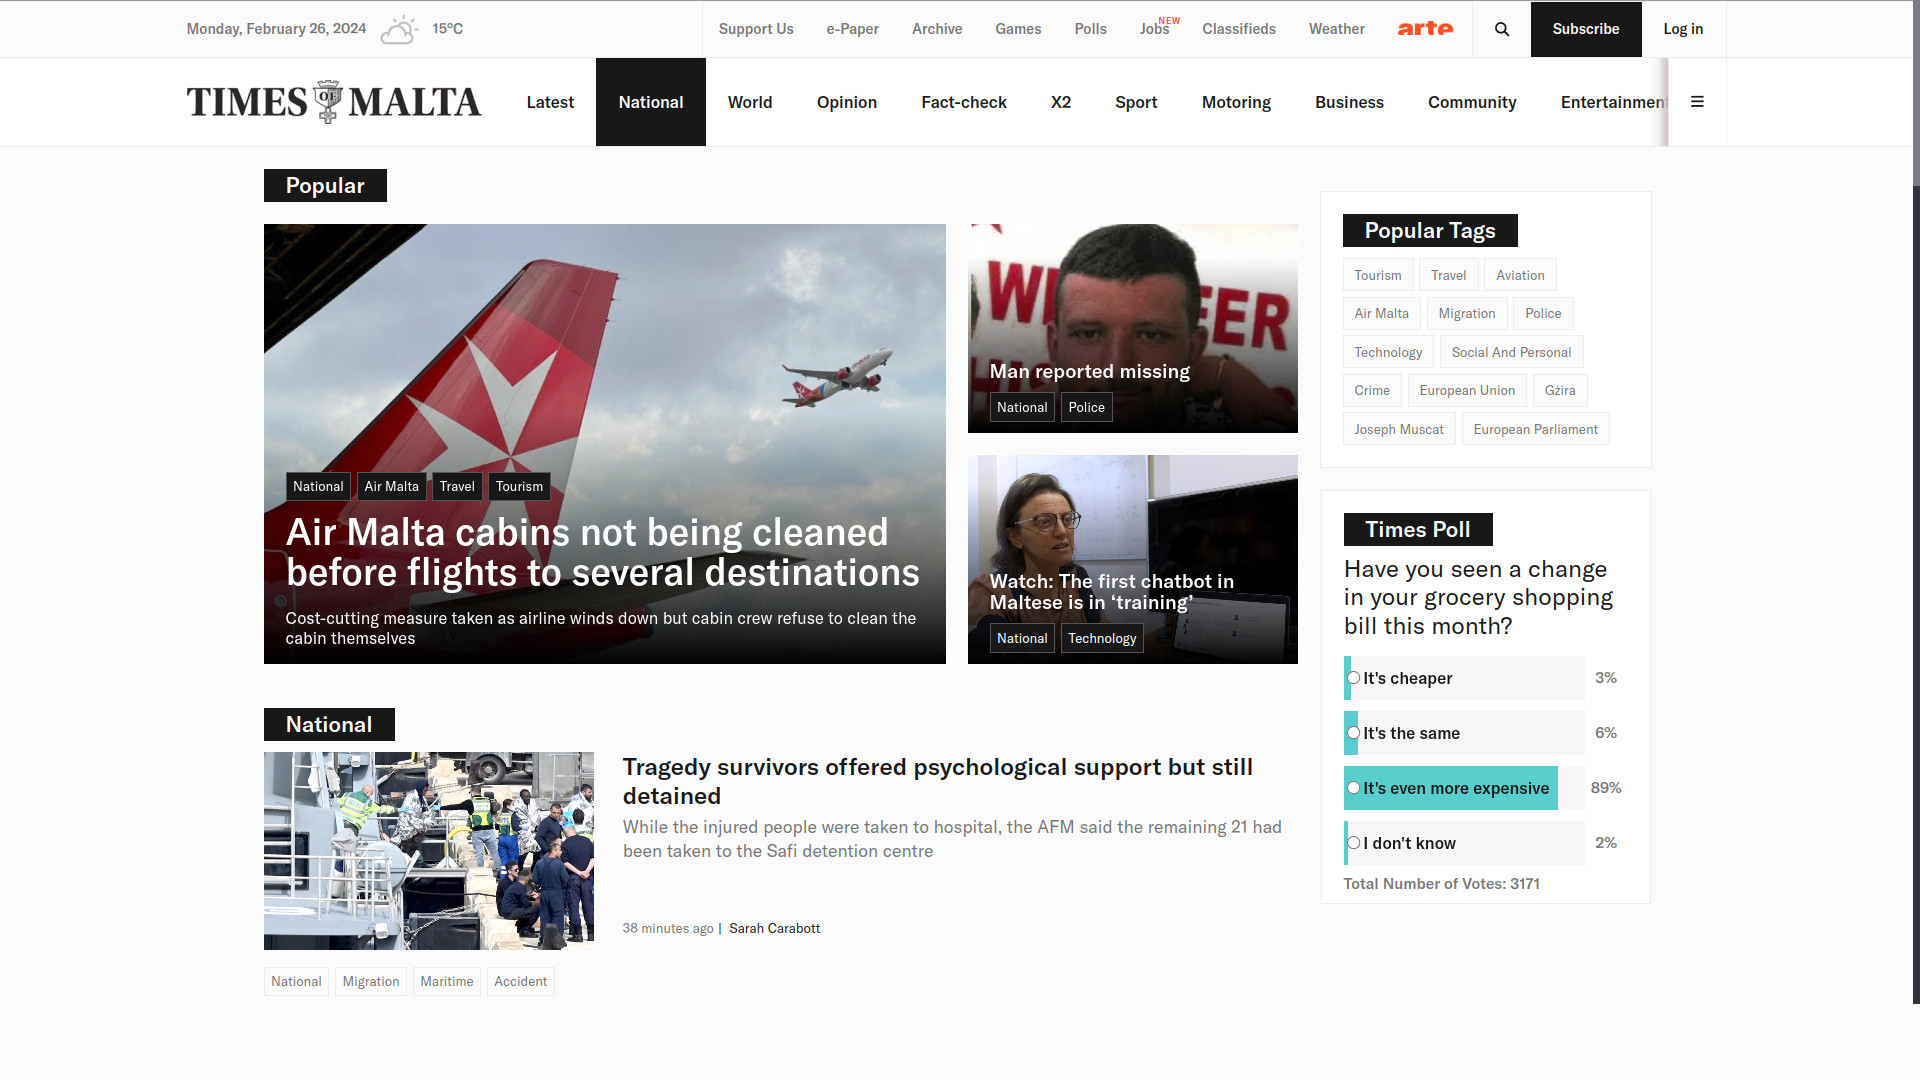 Monday, February 26, 2024
15°C
Support Us
e-Paper
Archive
Games
Polls
Jobs NEW
Classifieds
Weather
arte
Subscribe
Log in
TIMES OF MALTA
Latest
National
World
Opinion
Fact-check
X2
Sport
Motoring
Business
Community
Entertainment
Popular
National
Air Malta
Travel
Tourism
Air Malta cabins not being cleaned
before flights to several destinations
Cost-cutting measure taken as airline winds down but cabin crew refuse to clean the
cabin themselves
Man reported missing
National
Police
Watch: The first chatbot in
Maltese is in ‘training’
National
Technology
Popular Tags
Tourism
Travel
Aviation
Air Malta
Migration
Police
Technology
Social And Personal
Crime
European Union
Gżira
Joseph Muscat
European Parliament
Times Poll
Have you seen a change
in your grocery shopping
bill this month?
It's cheaper 3%
It's the same 6%
It's even more expensive 89%
I don't know 2%
Total Number of Votes: 3171
National
Tragedy survivors offered psychological support but still
detained
While the injured people were taken to hospital, the AFM said the remaining 21 had
been taken to the Safi detention centre
38 minutes ago | Sarah Carabott
National
Migration
Maritime
Accident